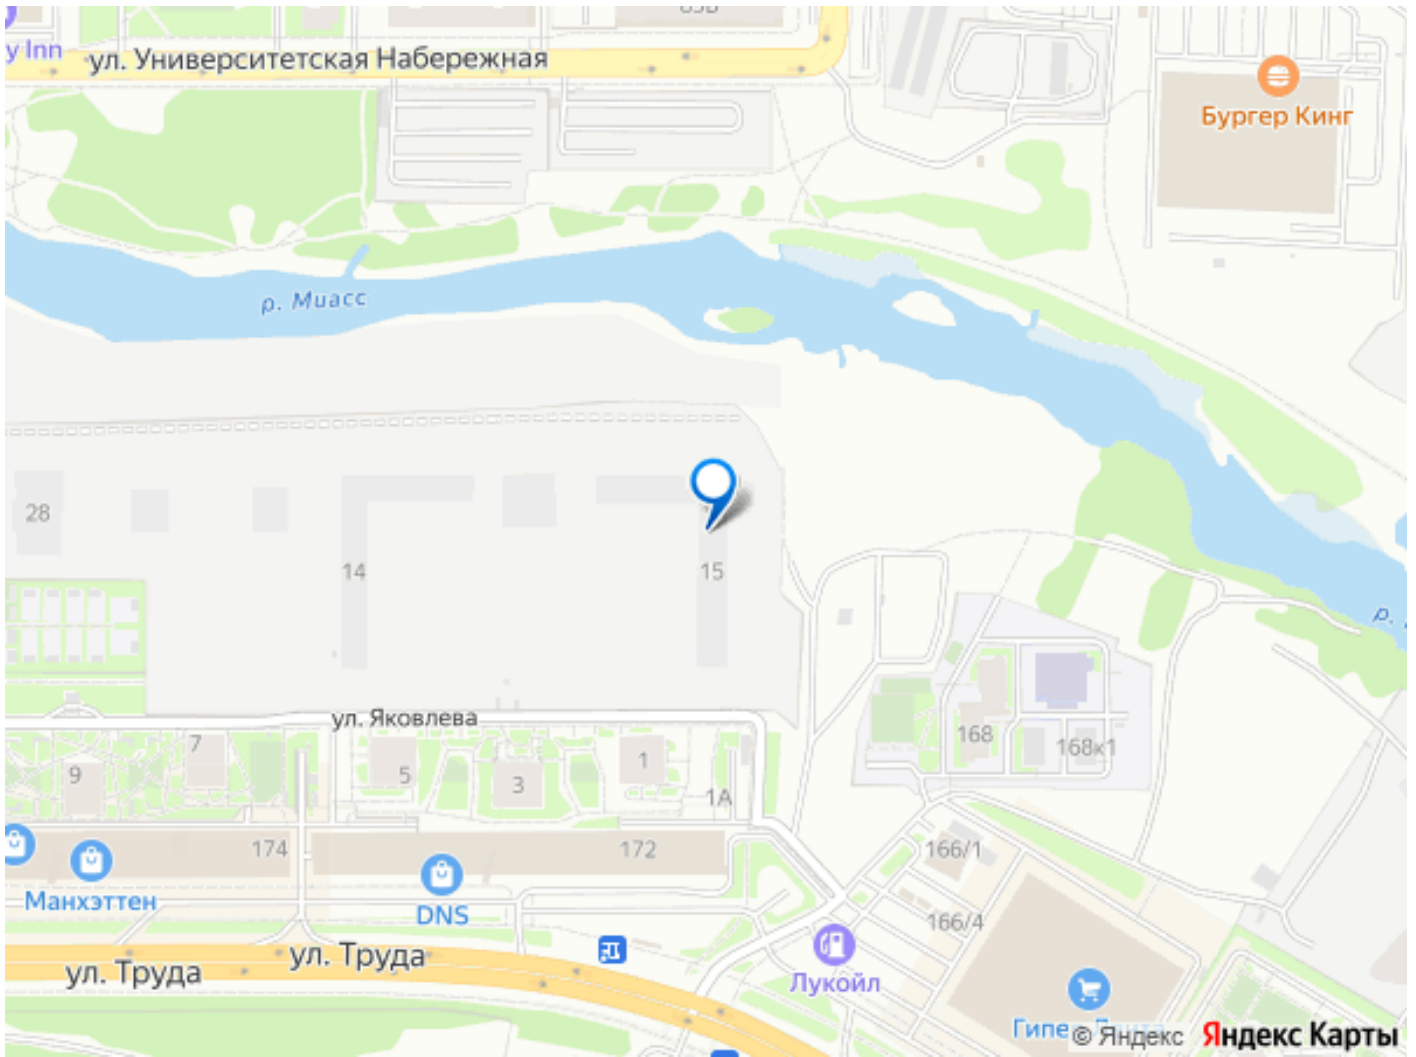 y Inn
ул. Университетская Набережная
Бургер Кинг
р. Миасс
28
14
15
р.
ул. Яковлева
7
9
5
3
1
1А
168
168к1
174
172
166/1
166/4
Манхэттен
DNS
ул. Труда
ул. Труда
Лукойл
Гипер
© Яндекс
Яндекс Карты